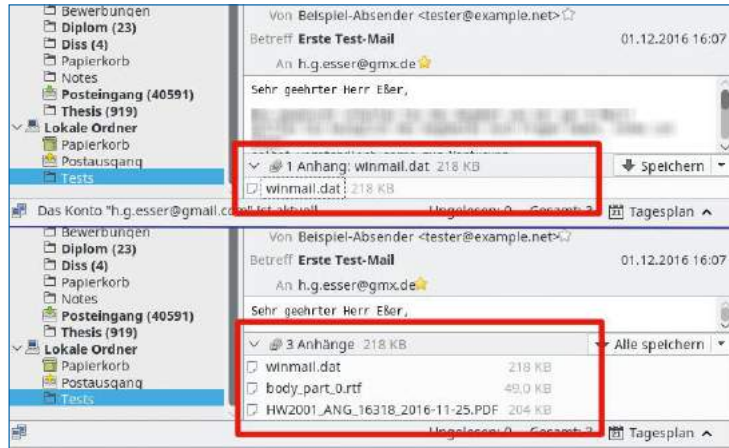 Bewerbungen
Diplom (23)
Diss (4)
Papierkorb
Notes
Posteingang (40591)
Thesis (919)
Lokale Ordner
Papierkorb
Postausgang
Tests
Von Beispiel-Absender <tester@example.net>
Betreff Erste Test-Mail 01.12.2016 16:07
An h.g.esser@gmx.de
Sehr geehrter Herr Eßer,
1 Anhang: winmail.dat 218 KB Speichern
winmail.dat 218 KB
Das Konto "h.g.esser@gmail.com" ist aktuell Ungelesen: 0 Gesamt: 3 Tagesplan
Bewerbungen
Diplom (23)
Diss (4)
Papierkorb
Notes
Posteingang (40591)
Thesis (919)
Lokale Ordner
Papierkorb
Postausgang
Tests
Von Beispiel-Absender <tester@example.net>
Betreff Erste Test-Mail 01.12.2016 16:07
An h.g.esser@gmx.de
Sehr geehrter Herr Eßer,
3 Anhänge 218 KB Alle speichern
winmail.dat 218 KB
body_part_0.rtf 49,0 KB
HW2001_ANG_16318_2016-11-25.PDF 204 KB
Ungelesen: 0 Gesamt: 3 Tagesplan